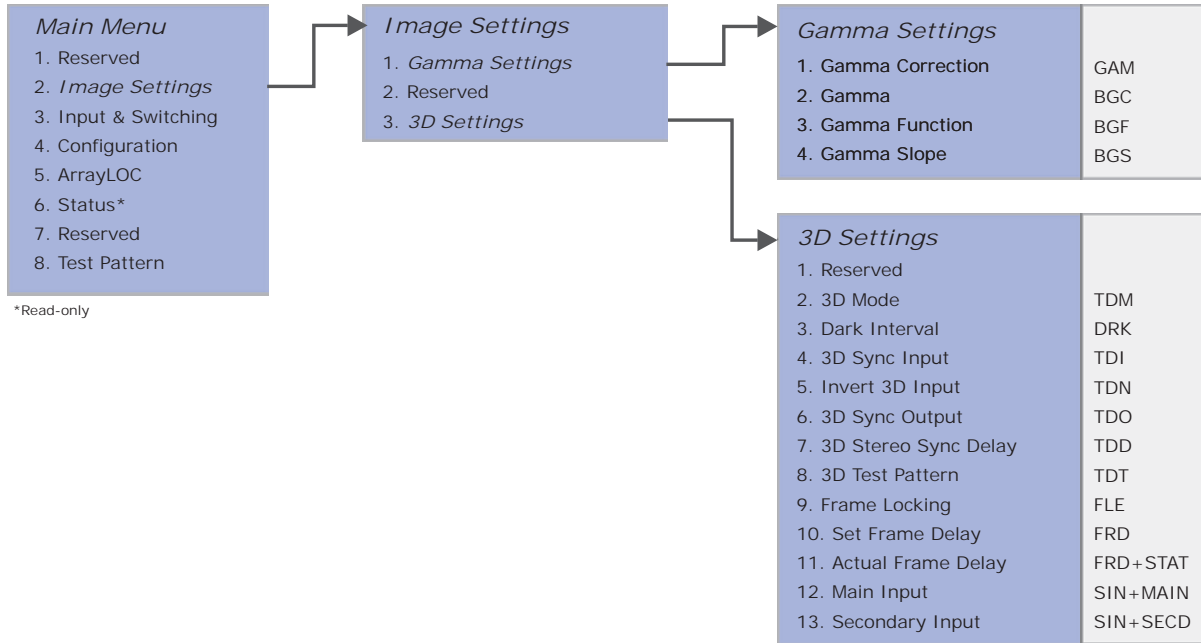 Main Menu
1. Reserved
2. Image Settings
3. Input & Switching
4. Configuration
5. ArrayLOC
6. Status*
7. Reserved
8. Test Pattern
*Read-only
Image Settings
1. Gamma Settings
2. Reserved
3. 3D Settings
Gamma Settings
1. Gamma Correction GAM
2. Gamma BGC
3. Gamma Function BGF
4. Gamma Slope BGS
3D Settings
1. Reserved
2. 3D Mode TDM
3. Dark Interval DRK
4. 3D Sync Input TDI
5. Invert 3D Input TDN
6. 3D Sync Output TDO
7. 3D Stereo Sync Delay TDD
8. 3D Test Pattern TDT
9. Frame Locking FLE
10. Set Frame Delay FRD
11. Actual Frame Delay FRD+STAT
12. Main Input SIN+MAIN
13. Secondary Input SIN+SECD